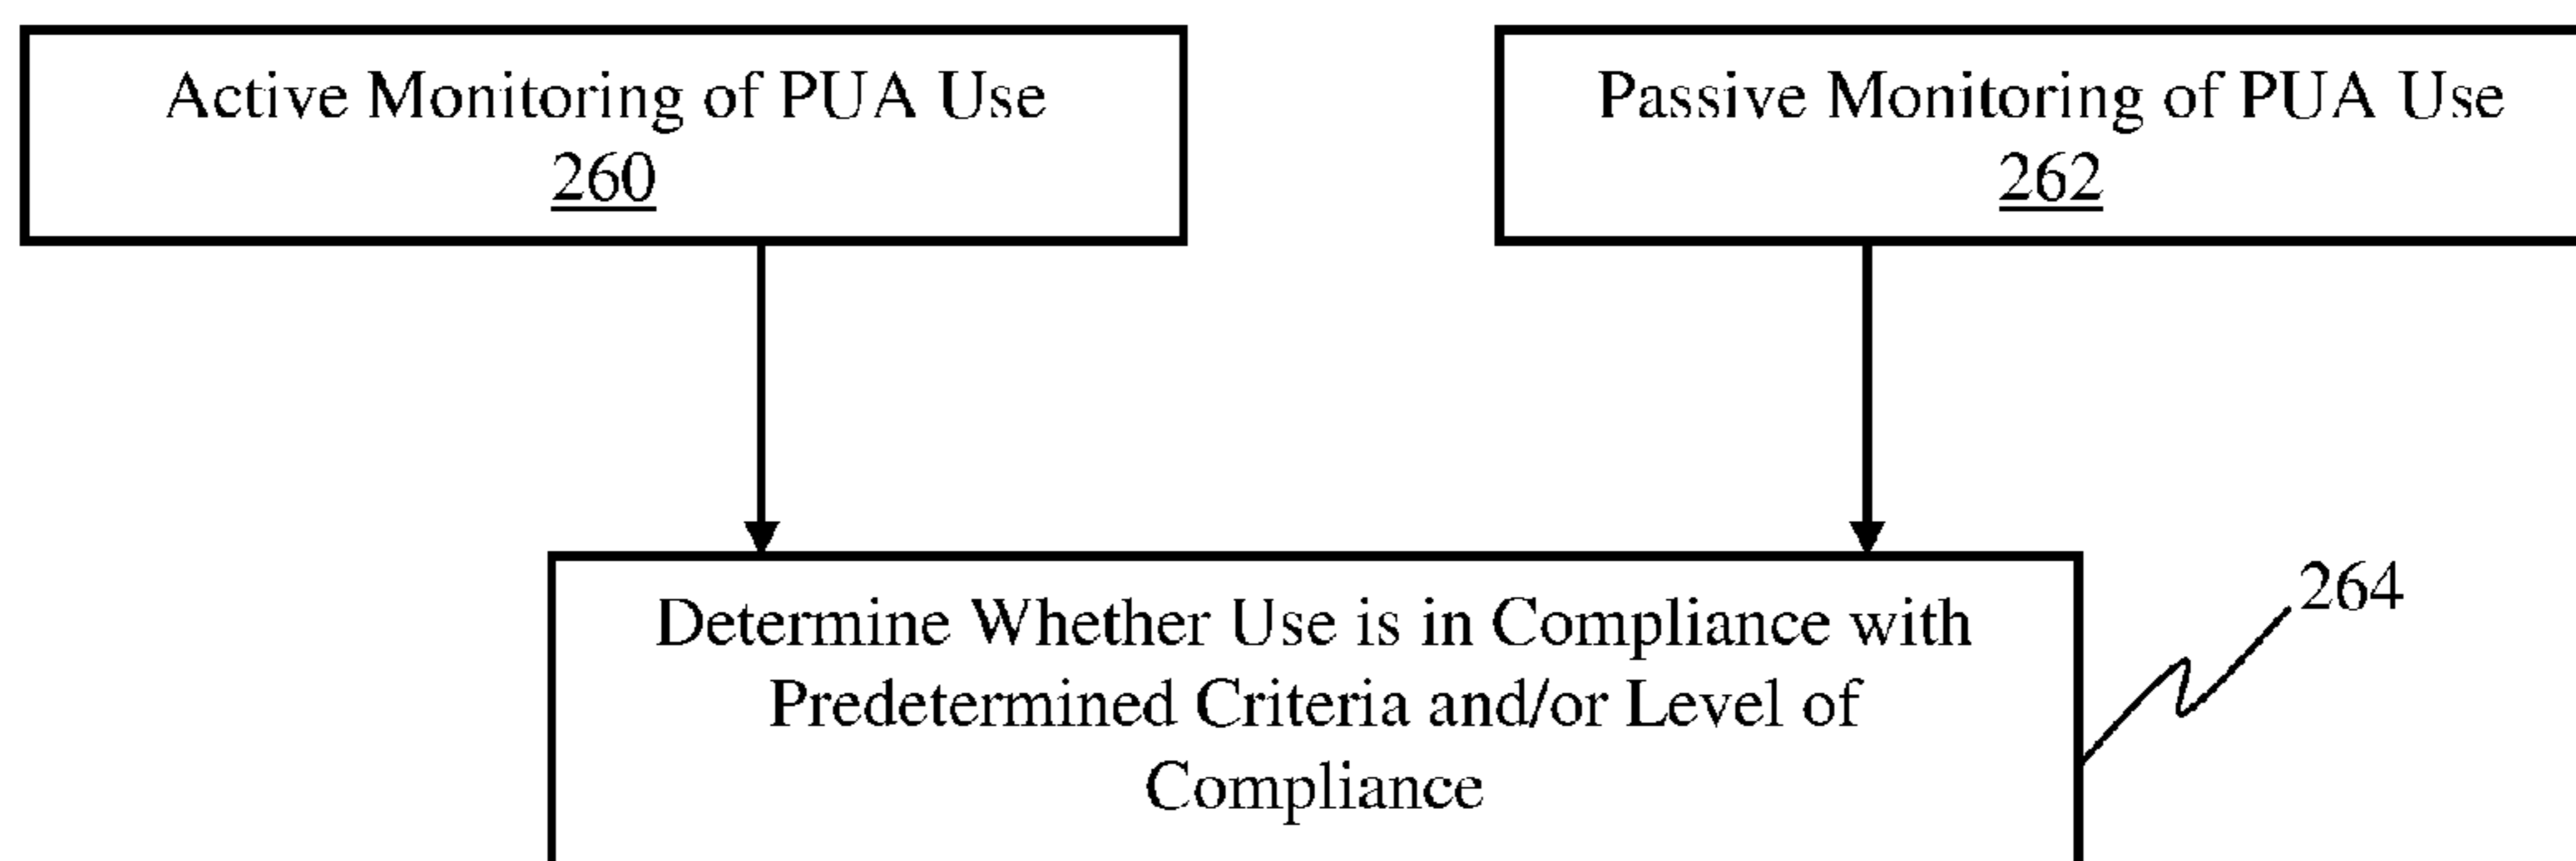 Active Monitoring of PUA Use
260
Passive Monitoring of PUA Use
262
Determine Whether Use is in Compliance with
Predetermined Criteria and/or Level of
Compliance
264